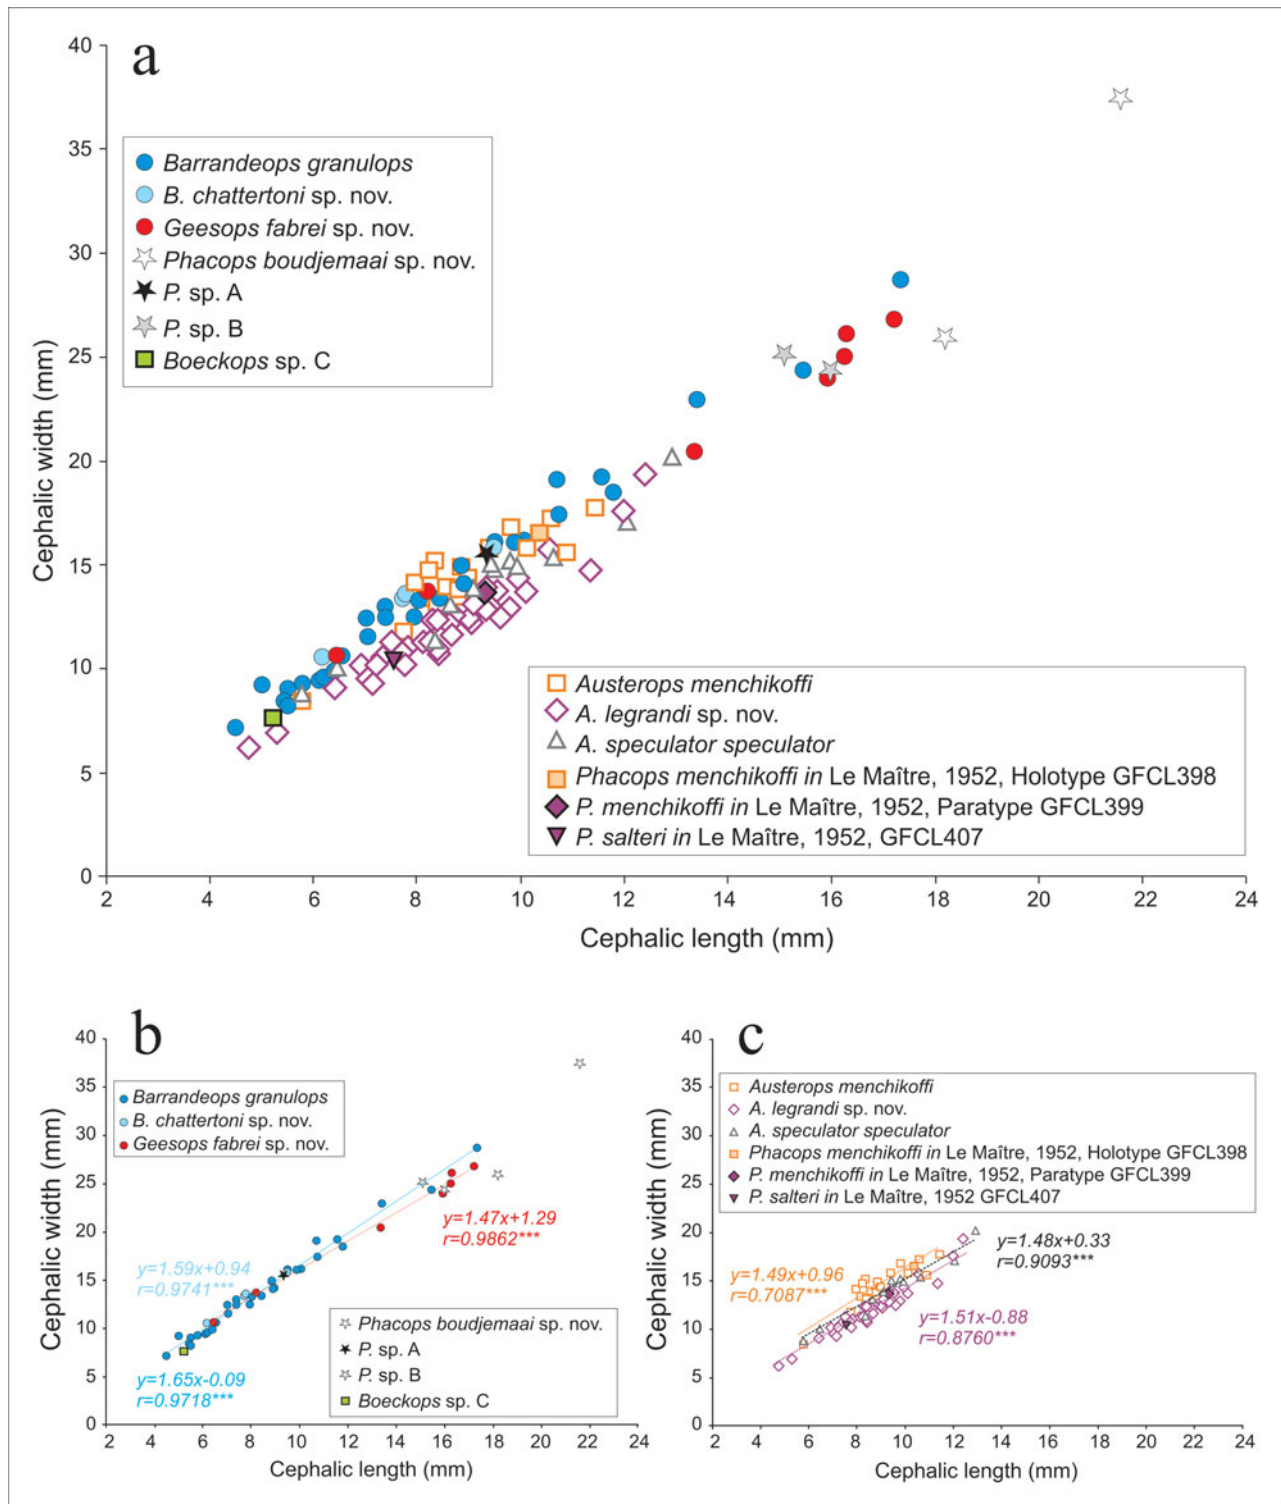 a
40
35
30
25
20
15
10
5
0
Cephalic width (mm)
Barrandeops granulops
B. chattertoni sp. nov.
Geesops fabrei sp. nov.
Phacops boudjemaai sp. nov.
P. sp. A
P. sp. B
Boeckops sp. C
Austerops menchikoffi
A. legrandi sp. nov.
A. speculator speculator
Phacops menchikoffi in Le Maître, 1952, Holotype GFCL398
P. menchikoffi in Le Maître, 1952, Paratype GFCL399
P. salteri in Le Maître, 1952, GFCL407
2 4 6 8 10 12 14 16 18 20 22 24
Cephalic length (mm)
b
40
35
30
25
20
15
10
5
0
Cephalic width (mm)
Barrandeops granulops
B. chattertoni sp. nov.
Geesops fabrei sp. nov.
y=1.47x+1.29
r=0.9862***
y=1.59x+0.94
r=0.9741***
y=1.65x-0.09
r=0.9718***
Phacops boudjemaai sp. nov.
P. sp. A
P. sp. B
Boeckops sp. C
2 4 6 8 10 12 14 16 18 20 22 24
Cephalic length (mm)
c
40
35
30
25
20
15
10
5
0
Cephalic width (mm)
Austerops menchikoffi
A. legrandi sp. nov.
A. speculator speculator
Phacops menchikoffi in Le Maître, 1952, Holotype GFCL398
P. menchikoffi in Le Maître, 1952, Paratype GFCL399
P. salteri in Le Maître, 1952 GFCL407
y=1.48x+0.33
r=0.9093***
y=1.49x+0.96
r=0.7087***
y=1.51x-0.88
r=0.8760***
2 4 6 8 10 12 14 16 18 20 22 24
Cephalic length (mm)